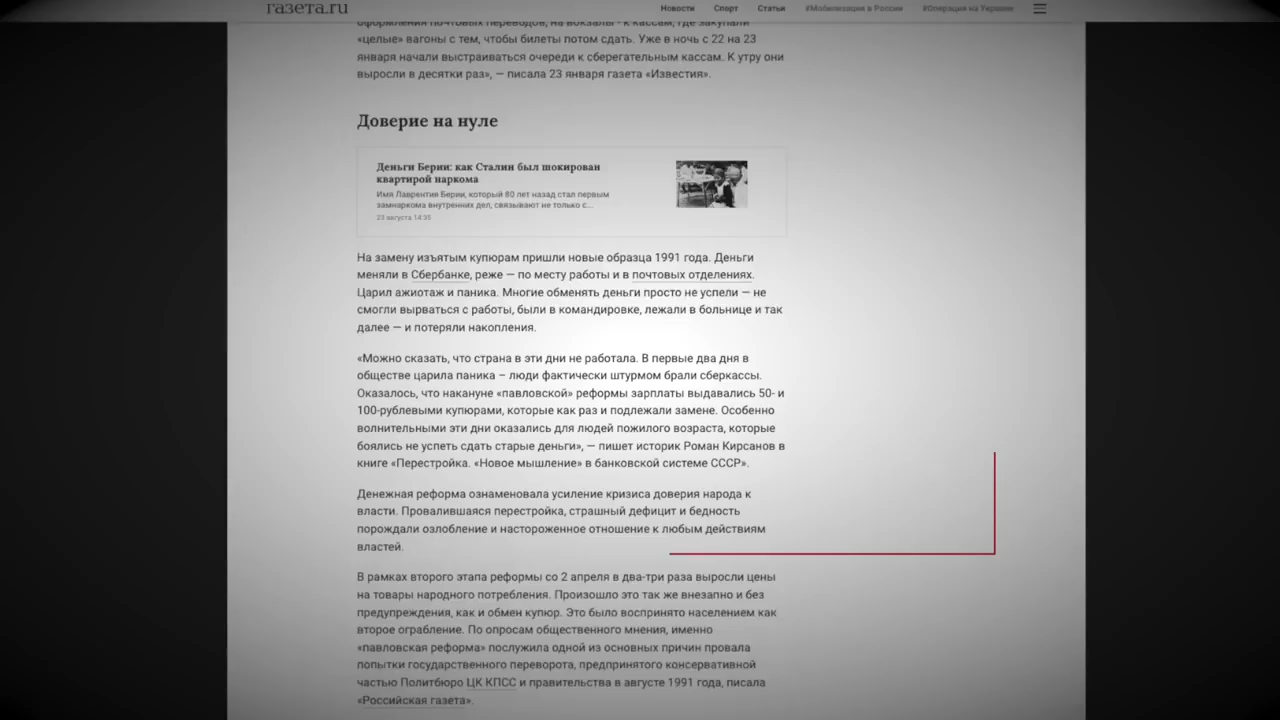 газета.ru
Новости Спорт Статьи #Мобилизация в России #Операция на Украине
оформления почтовых переводов, на вокзалы - к кассам, где закупали
«целые» вагоны с тем, чтобы билеты потом сдать. Уже в ночь с 22 на 23
января начали выстраиваться очереди к сберегательным кассам. К утру они
выросли в десятки раз», — писала 23 января газета «Известия».
Доверие на нуле
Деньги Берии: как Сталин был шокирован
квартирой наркома
Имя Лаврентия Берии, который 80 лет назад стал первым
замнаркома внутренних дел, связывают не только с...
23 августа 14:35
На замену изъятым купюрам пришли новые образца 1991 года. Деньги
меняли в Сбербанке, реже — по месту работы и в почтовых отделениях.
Царил ажиотаж и паника. Многие обменять деньги просто не успели — не
смогли вырваться с работы, были в командировке, лежали в больнице и так
далее — и потеряли накопления.
«Можно сказать, что страна в эти дни не работала. В первые два дня в
обществе царила паника – люди фактически штурмом брали сберкассы.
Оказалось, что накануне «павловской» реформы зарплаты выдавались 50- и
100-рублевыми купюрами, которые как раз и подлежали замене. Особенно
волнительными эти дни оказались для людей пожилого возраста, которые
боялись не успеть сдать старые деньги», — пишет историк Роман Кирсанов в
книге «Перестройка. «Новое мышление» в банковской системе СССР».
Денежная реформа ознаменовала усиление кризиса доверия народа к
власти. Провалившаяся перестройка, страшный дефицит и бедность
порождали озлобление и настороженное отношение к любым действиям
властей.
В рамках второго этапа реформы со 2 апреля в два-три раза выросли цены
на товары народного потребления. Произошло это так же внезапно и без
предупреждения, как и обмен купюр. Это было воспринято населением как
второе ограбление. По опросам общественного мнения, именно
«павловская реформа» послужила одной из основных причин провала
попытки государственного переворота, предпринятого консервативной
частью Политбюро ЦК КПСС и правительства в августе 1991 года, писала
«Российская газета».